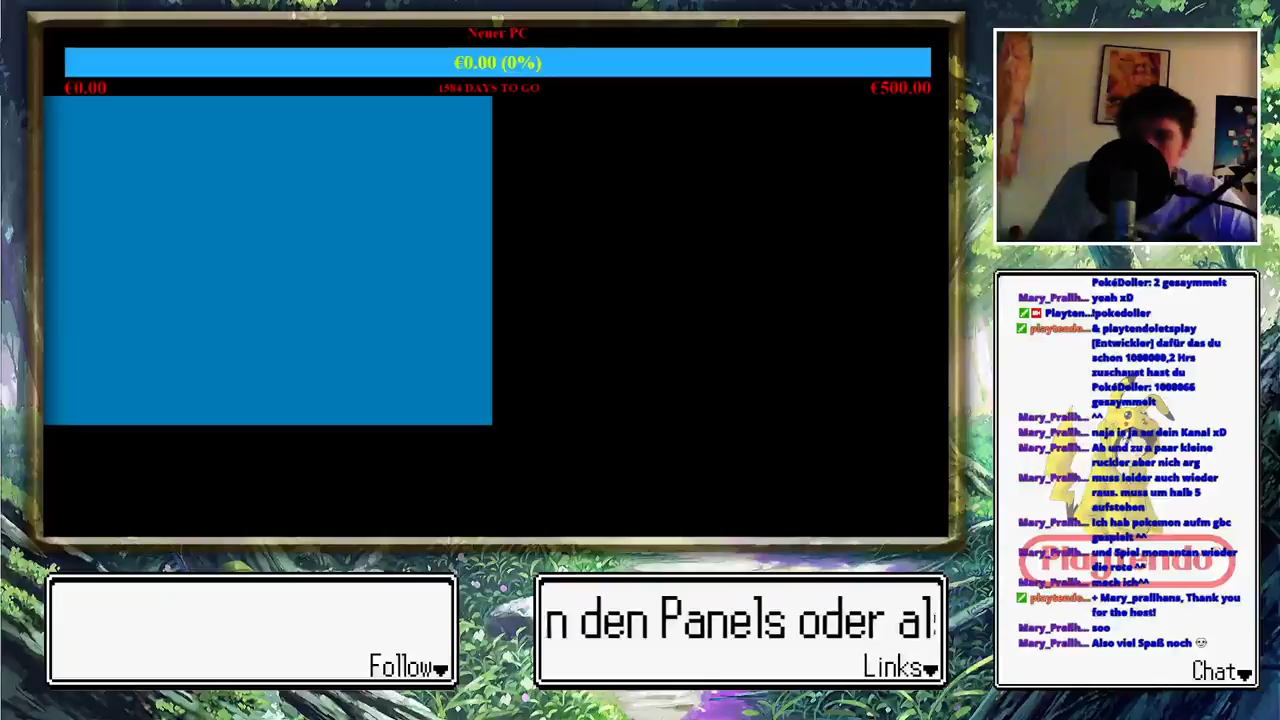 Neuer PC
€0.00 (0%)
€0.00
1584 DAYS TO GO
€500.00
PokéDoller: 2 gesaymmelt
Mary_Prallh... yeah xD
Playten...!pokedoller
playtendo... & playtendoletsplay
[Entwickler] dafür das du
schon 1000000,2 Hrs
zuschaust hast du
PokéDoller: 1000066
gesaymmelt
Mary_Prallh... ^^
Mary_Prallh... naja is ja au dein Kanal xD
Mary_Prallh... Ab und zu a paar kleine
ruckler aber nich arg
Mary_Prallh... muss leider auch wieder
raus. muss um halb 5
aufstehen
Mary_Prallh... Ich hab pokemon aufm gbc
gespielt ^^
Mary_Prallh... und Spiel momentan wieder
die rote ^^
Mary_Prallh... mach ich^^
playtendo... + Mary_prallhans, Thank you
for the host!
Mary_Prallh... soo
Mary_Prallh... Also viel Spaß noch
Playtendo
Chat
Follow
n den Panels oder al
Links